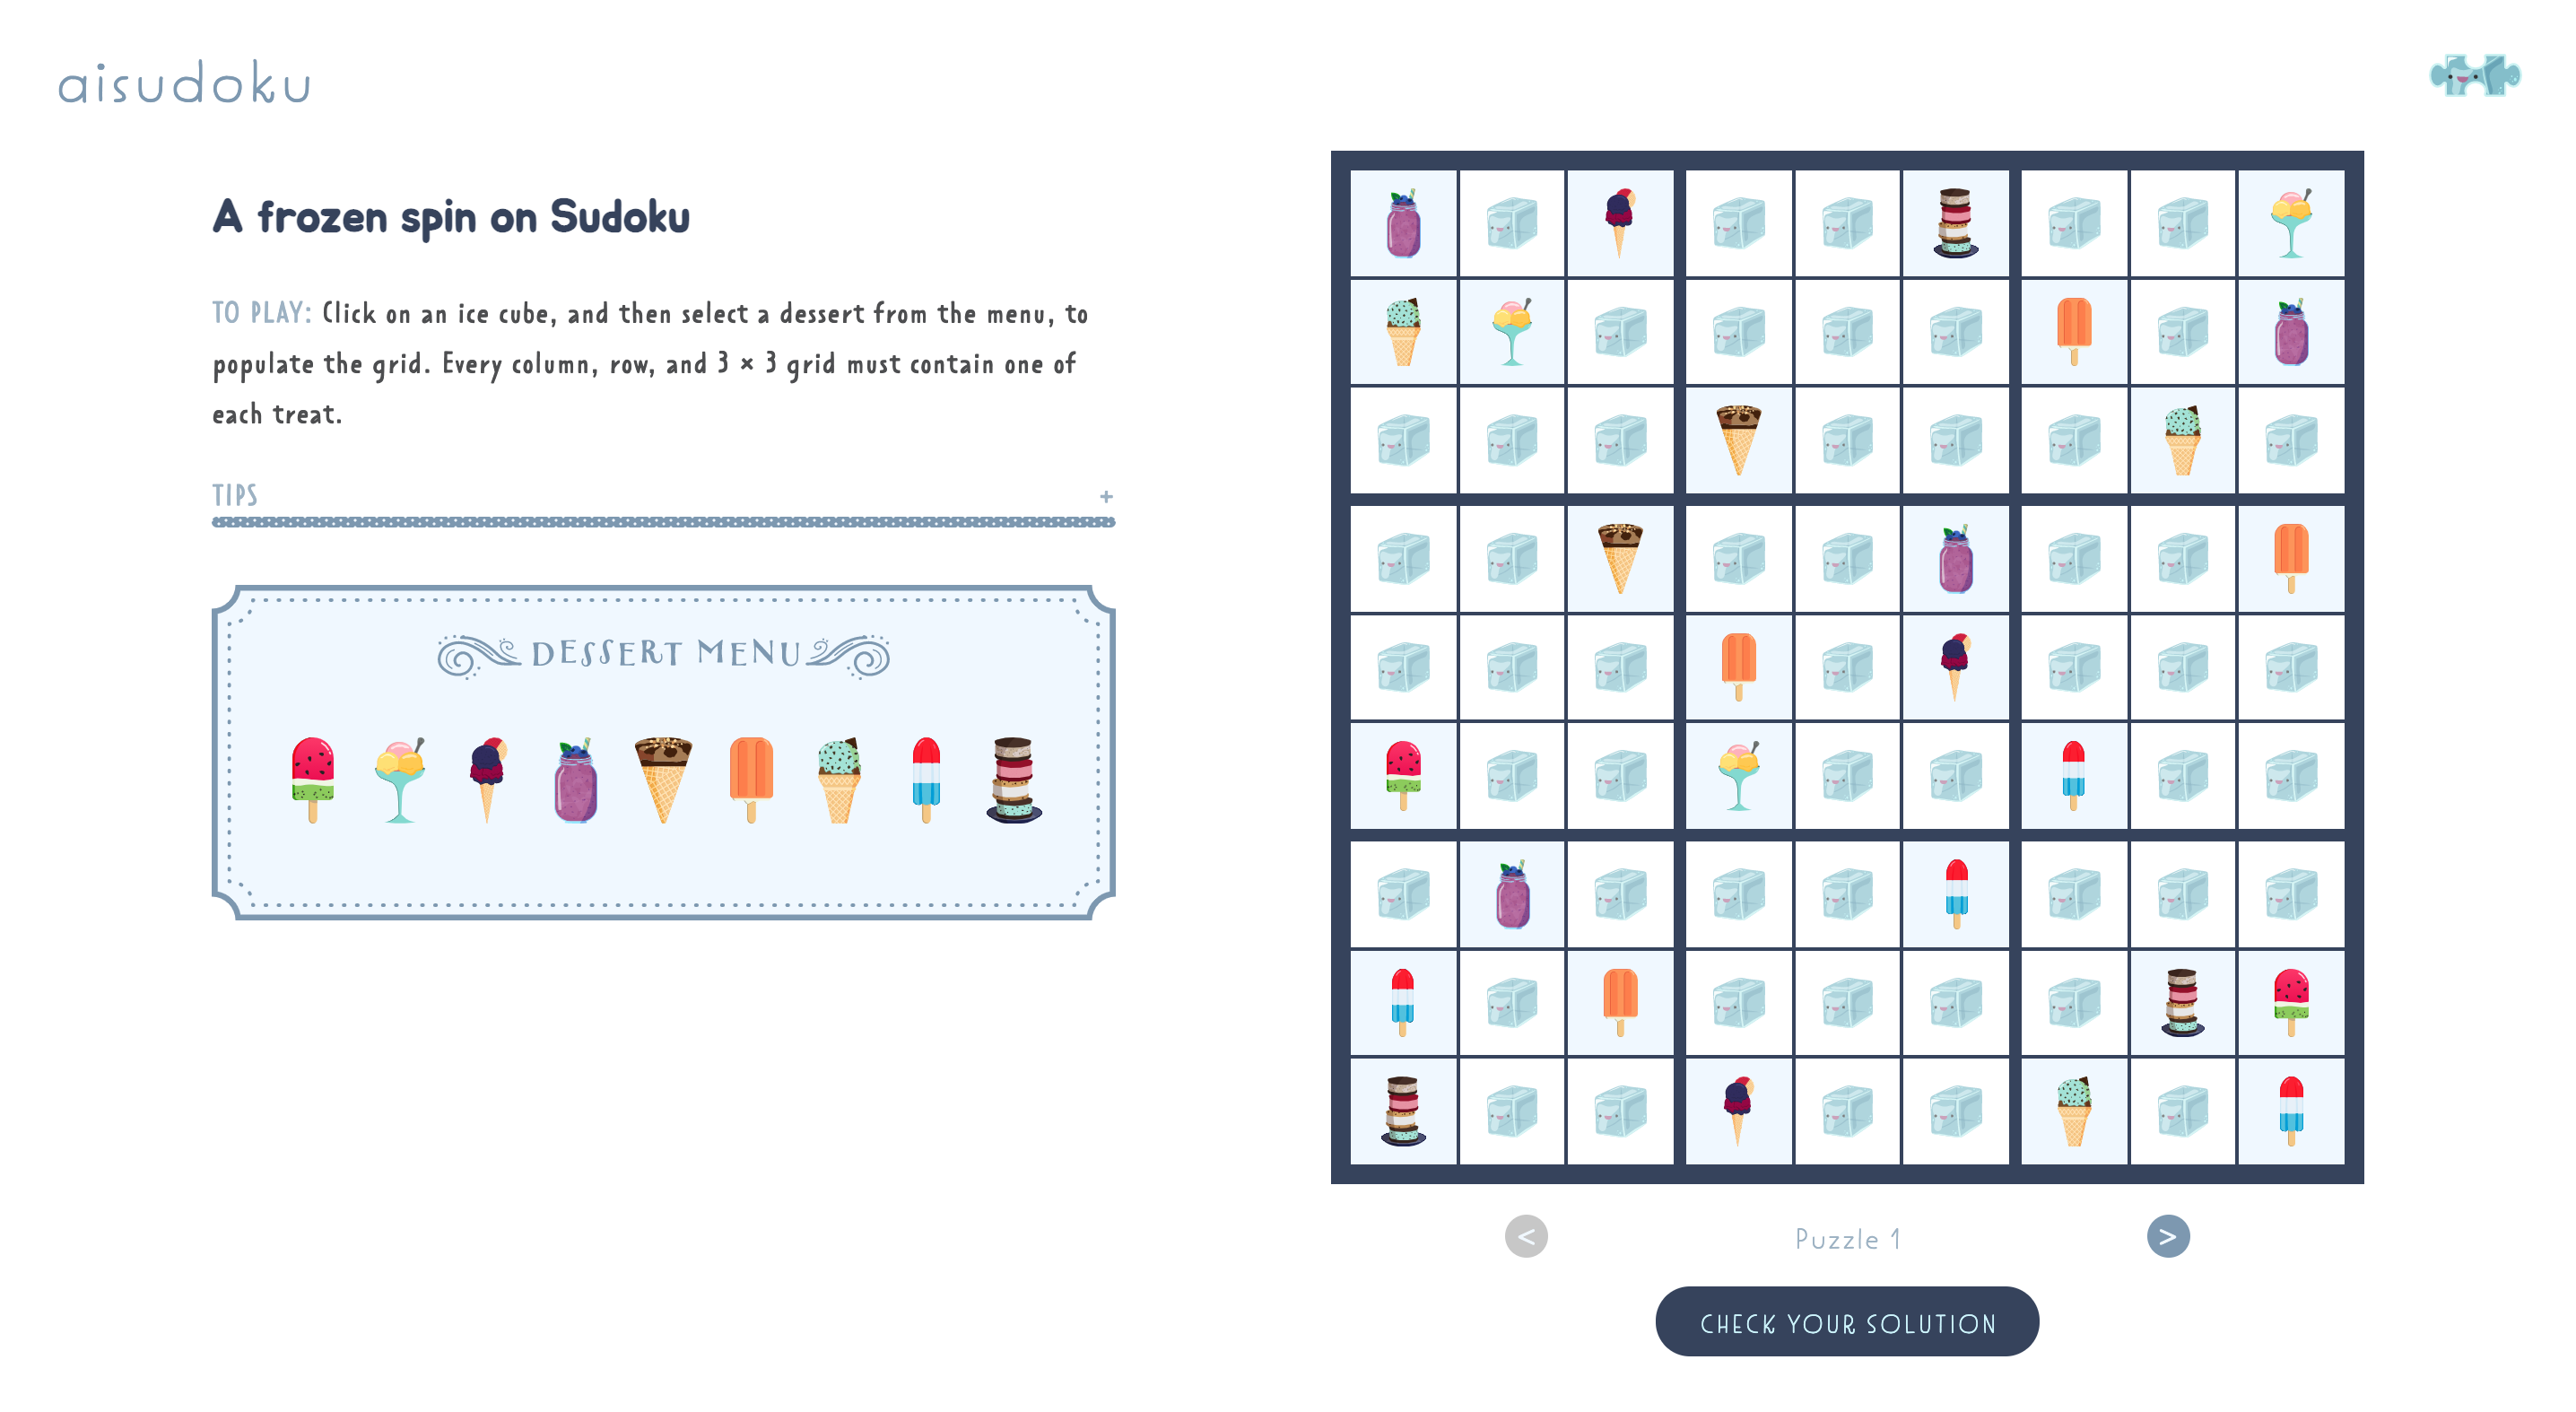 aisudoku
A frozen spin on Sudoku
TO PLAY: Click on an ice cube, and then select a dessert from the menu, to
populate the grid. Every column, row, and 3 × 3 grid must contain one of
each treat.
TIPS +
DESSERT MENU
< Puzzle 1 >
CHECK YOUR SOLUTION